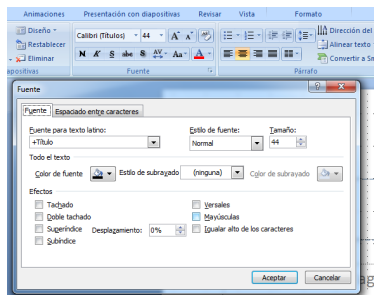 Animaciones Presentación con diapositivas Revisar Vista Formato
Diseño Calibri (Títulos) 44 A A Dirección del
Restablecer N K S abc S AV Aa A Alinear texto
Eliminar Convertir a Sm
apositivas Fuente Párrafo
Fuente
Fuente Espaciado entre caracteres
Fuente para texto latino: Estilo de fuente: Tamaño:
+Título Normal 44
Todo el texto
Color de fuente Estilo de subrayado (ninguna) Color de subrayado
Efectos
Tachado Versales
Doble tachado Mayúsculas
Superíndice Desplazamiento: 0% Igualar alto de los caracteres
Subíndice
Aceptar Cancelar